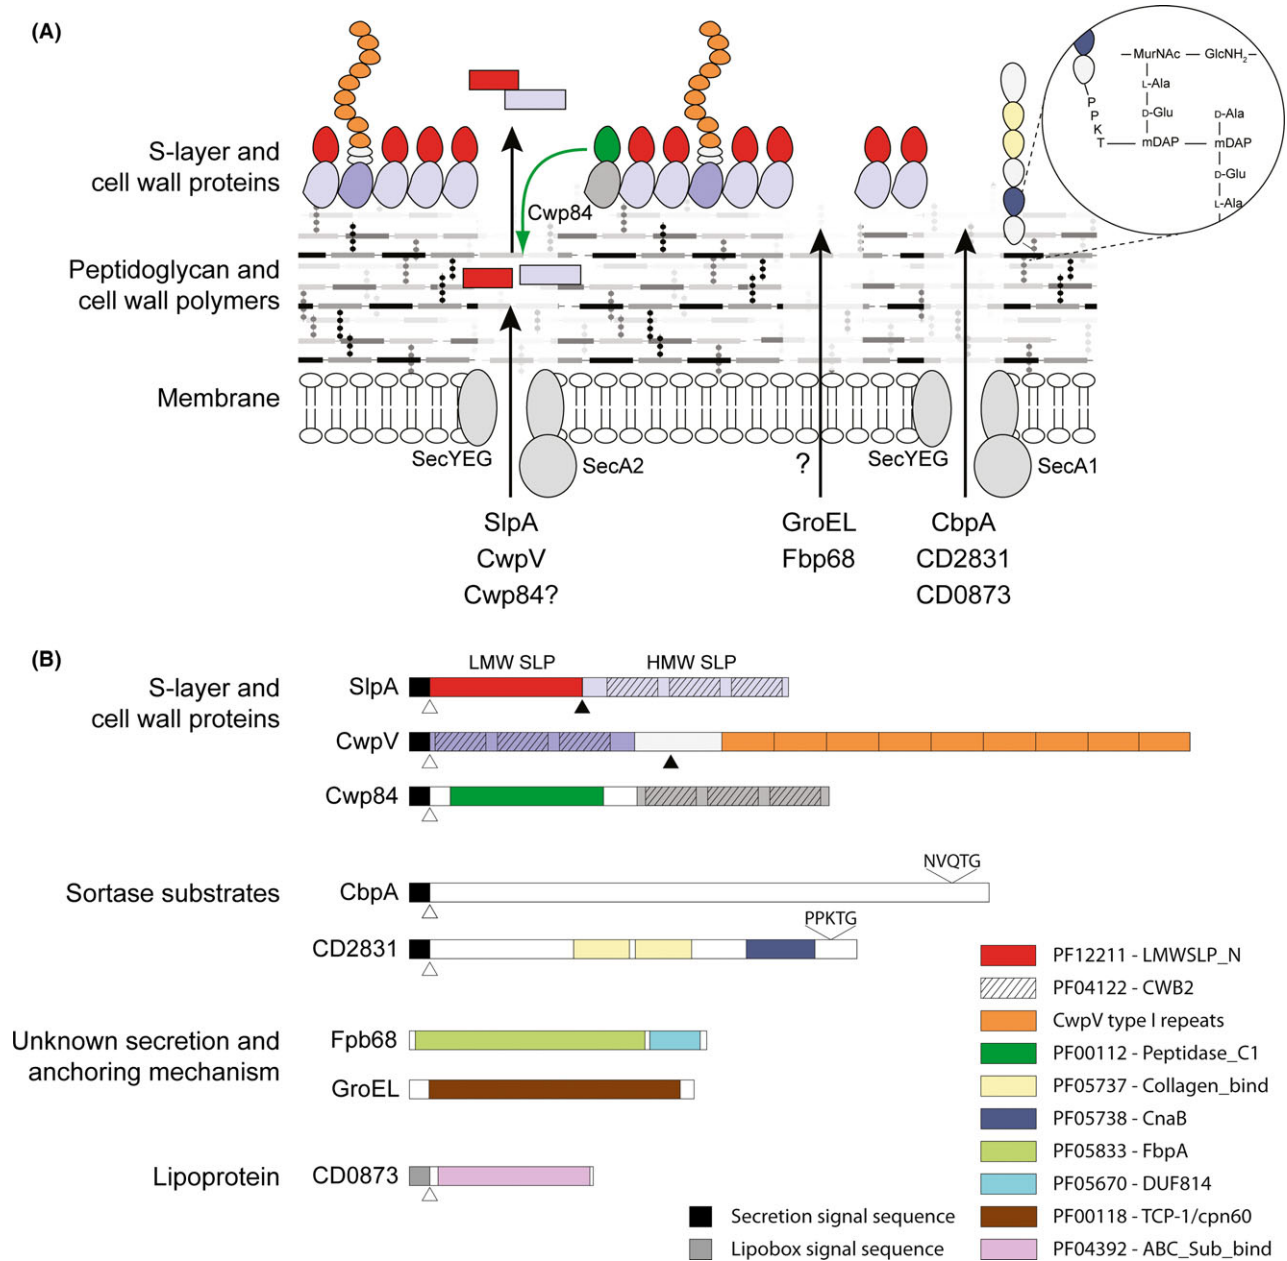 (A)
S-layer and
cell wall proteins
Peptidoglycan and
cell wall polymers
Membrane
Cwp84
SecYEG
SecA2
?
SecYEG
SecA1
SlpA
CwpV
Cwp84?
GroEL
Fbp68
CbpA
CD2831
CD0873
MurNAc
GlcNH2
L-Ala
D-Glu
mDAP
D-Ala
mDAP
D-Glu
L-Ala
P
P
K
T
(B)
S-layer and
cell wall proteins
LMW SLP
HMW SLP
SlpA
CwpV
Cwp84
Sortase substrates
CbpA
NVQTG
CD2831
PPKTG
Unknown secretion and
anchoring mechanism
Fpb68
GroEL
Lipoprotein
CD0873
Secretion signal sequence
Lipobox signal sequence
PF12211 - LMWSLP_N
PF04122 - CWB2
CwpV type I repeats
PF00112 - Peptidase_C1
PF05737 - Collagen_bind
PF05738 - CnaB
PF05833 - FbpA
PF05670 - DUF814
PF00118 - TCP-1/cpn60
PF04392 - ABC_Sub_bind